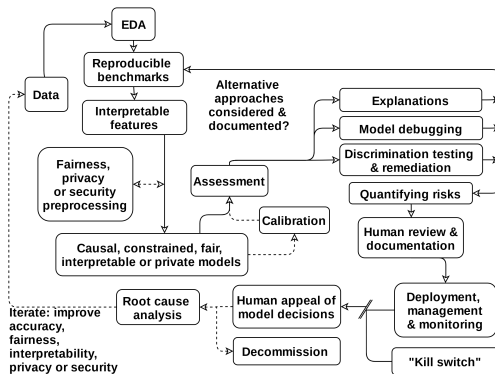 EDA
Reproducible
benchmarks
Data
Interpretable
features
Alternative
approaches
considered &
documented?
Explanations
Model debugging
Discrimination testing
& remediation
Fairness,
privacy
or security
preprocessing
Assessment
Quantifying risks
Calibration
Human review &
documentation
Causal, constrained, fair,
interpretable or private models
Root cause
analysis
Human appeal of
model decisions
Deployment,
management
& monitoring
Iterate: improve
accuracy,
fairness,
interpretability,
privacy or security
Decommission
"Kill switch"